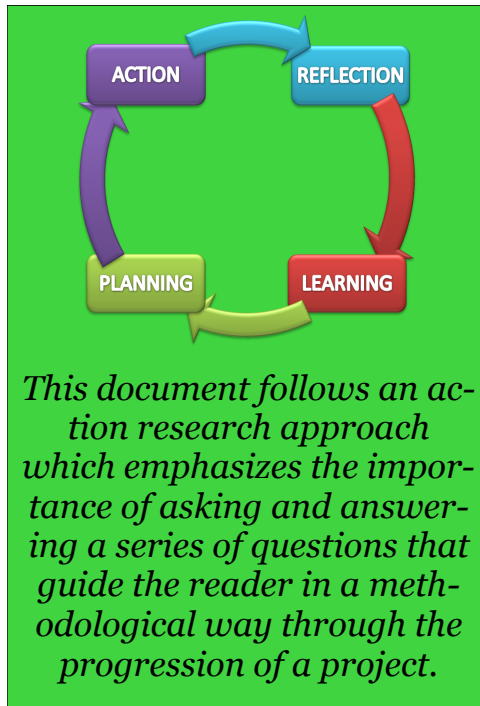 ACTION
REFLECTION
PLANNING
LEARNING
This document follows an ac-
tion research approach
which emphasizes the impor-
tance of asking and answer-
ing a series of questions that
guide the reader in a meth-
odological way through the
progression of a project.